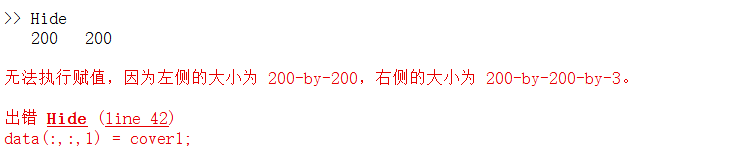 >> Hide
200 200
无法执行赋值，因为左侧的大小为 200-by-200，右侧的大小为 200-by-200-by-3。
出错 Hide (line 42)
data(:,:,1) = cover1;